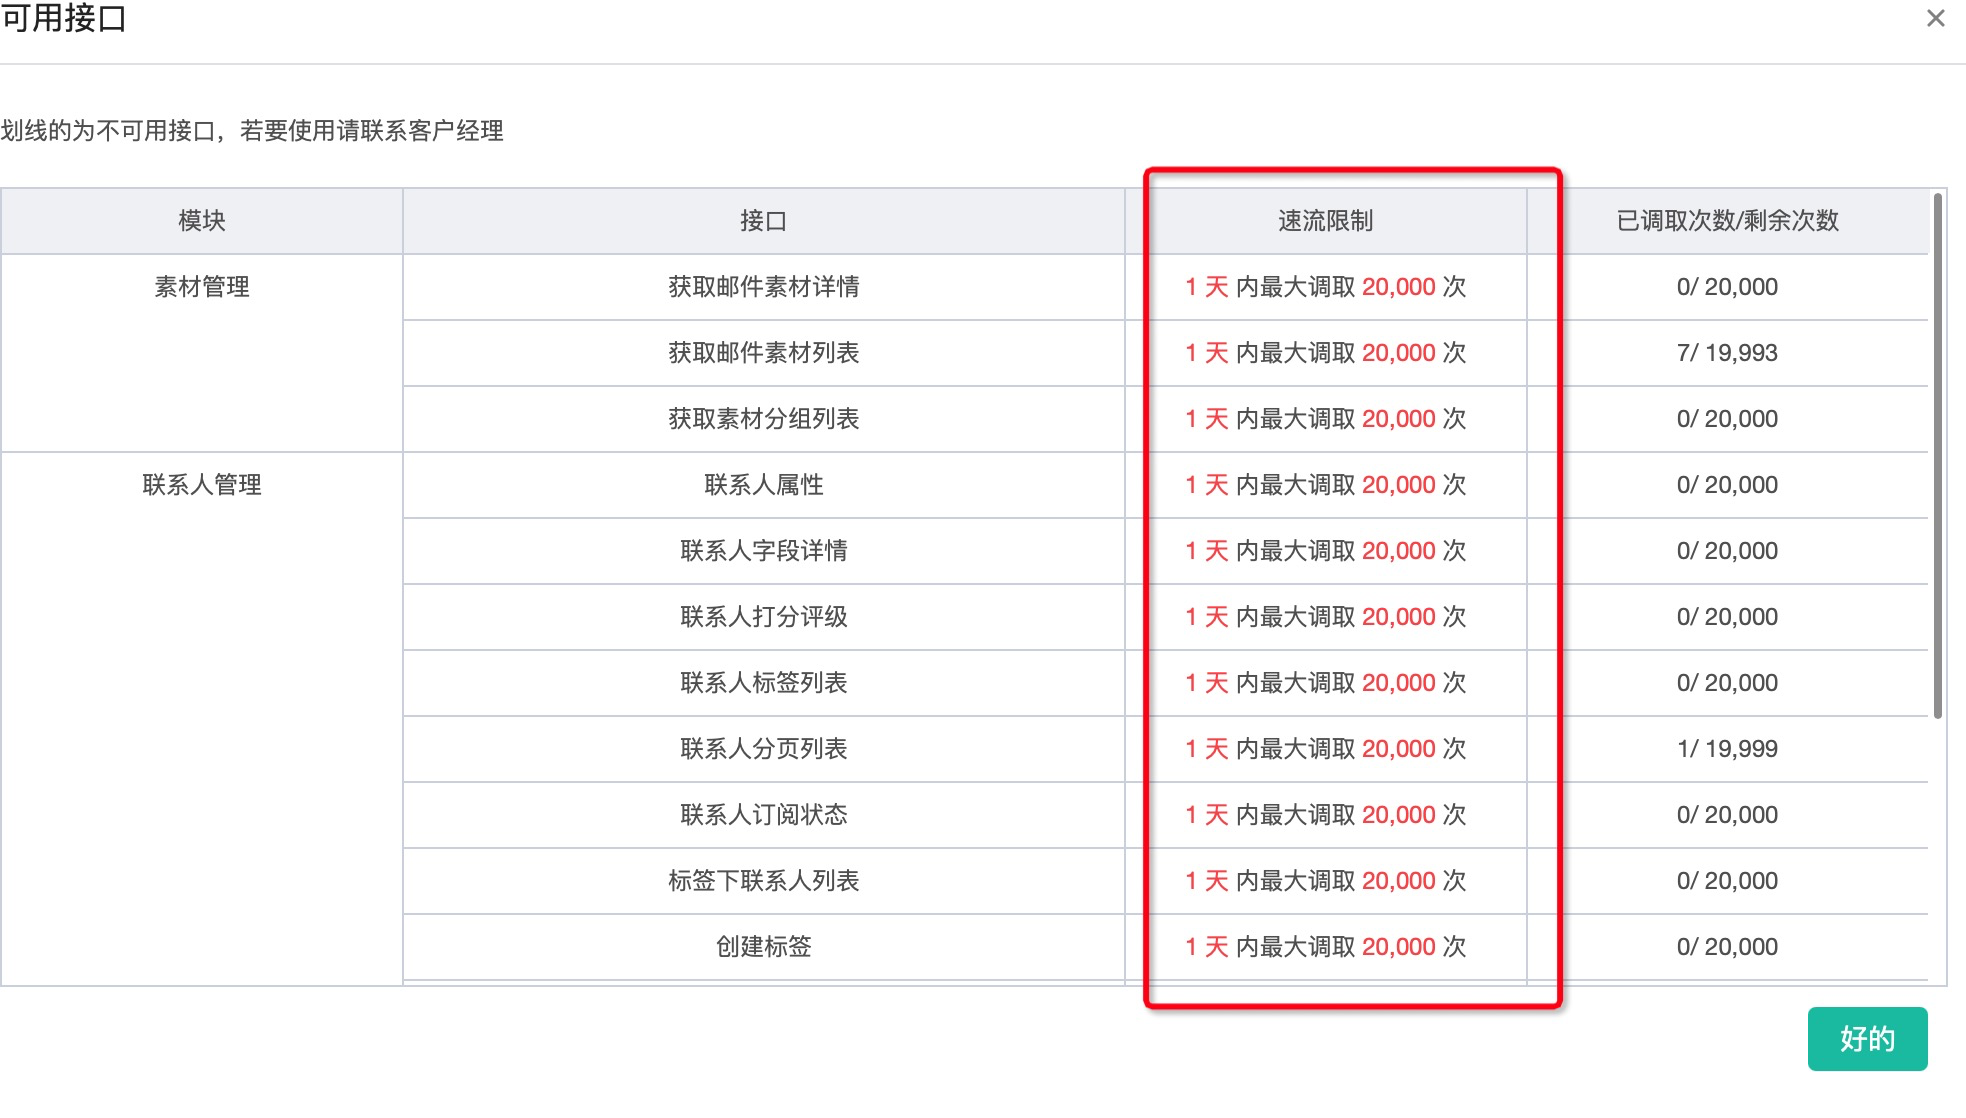 可用接口
划线的为不可用接口，若要使用请联系客户经理
模块 接口 速流限制 已调取次数/剩余次数
素材管理 获取邮件素材详情 1 天 内最大调取 20,000 次 0/ 20,000
获取邮件素材列表 1 天 内最大调取 20,000 次 7/ 19,993
获取素材分组列表 1 天 内最大调取 20,000 次 0/ 20,000
联系人管理 联系人属性 1 天 内最大调取 20,000 次 0/ 20,000
联系人字段详情 1 天 内最大调取 20,000 次 0/ 20,000
联系人打分评级 1 天 内最大调取 20,000 次 0/ 20,000
联系人标签列表 1 天 内最大调取 20,000 次 0/ 20,000
联系人分页列表 1 天 内最大调取 20,000 次 1/ 19,999
联系人订阅状态 1 天 内最大调取 20,000 次 0/ 20,000
标签下联系人列表 1 天 内最大调取 20,000 次 0/ 20,000
创建标签 1 天 内最大调取 20,000 次 0/ 20,000
好的